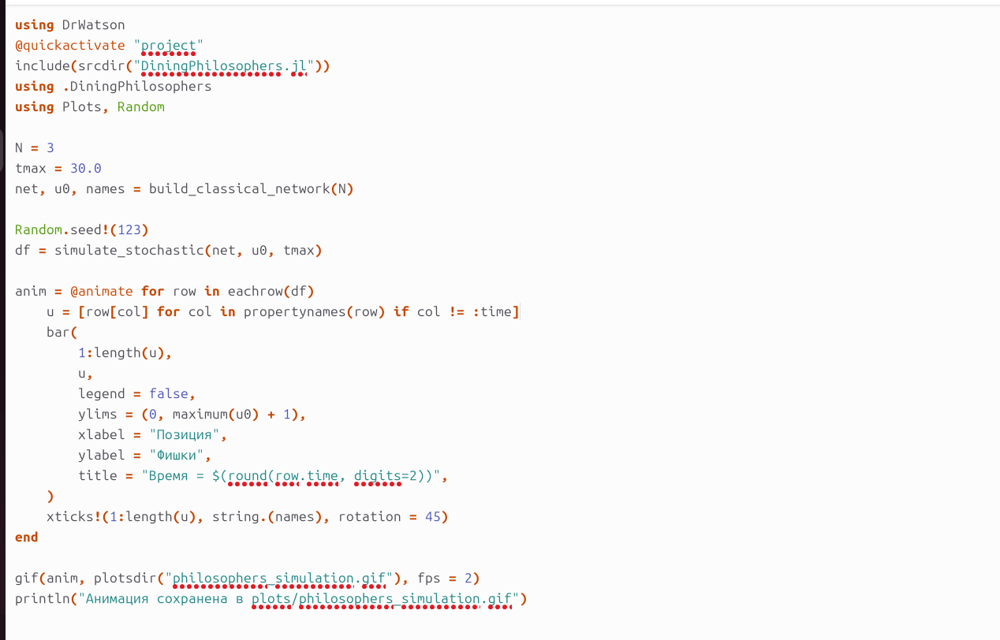 using DrWatson
@quickactivate "project"
include(srcdir("DiningPhilosophers.jl"))
using .DiningPhilosophers
using Plots, Random

N = 3
tmax = 30.0
net, u0, names = build_classical_network(N)

Random.seed!(123)
df = simulate_stochastic(net, u0, tmax)

anim = @animate for row in eachrow(df)
    u = [row[col] for col in propertynames(row) if col != :time]
    bar(
        1:length(u),
        u,
        legend = false,
        ylims = (0, maximum(u0) + 1),
        xlabel = "Позиция",
        ylabel = "Фишки",
        title = "Время = $(round(row.time, digits=2))",
    )
    xticks!(1:length(u), string.(names), rotation = 45)
end

gif(anim, plotsdir("philosophers_simulation.gif"), fps = 2)
println("Анимация сохранена в plots/philosophers_simulation.gif")